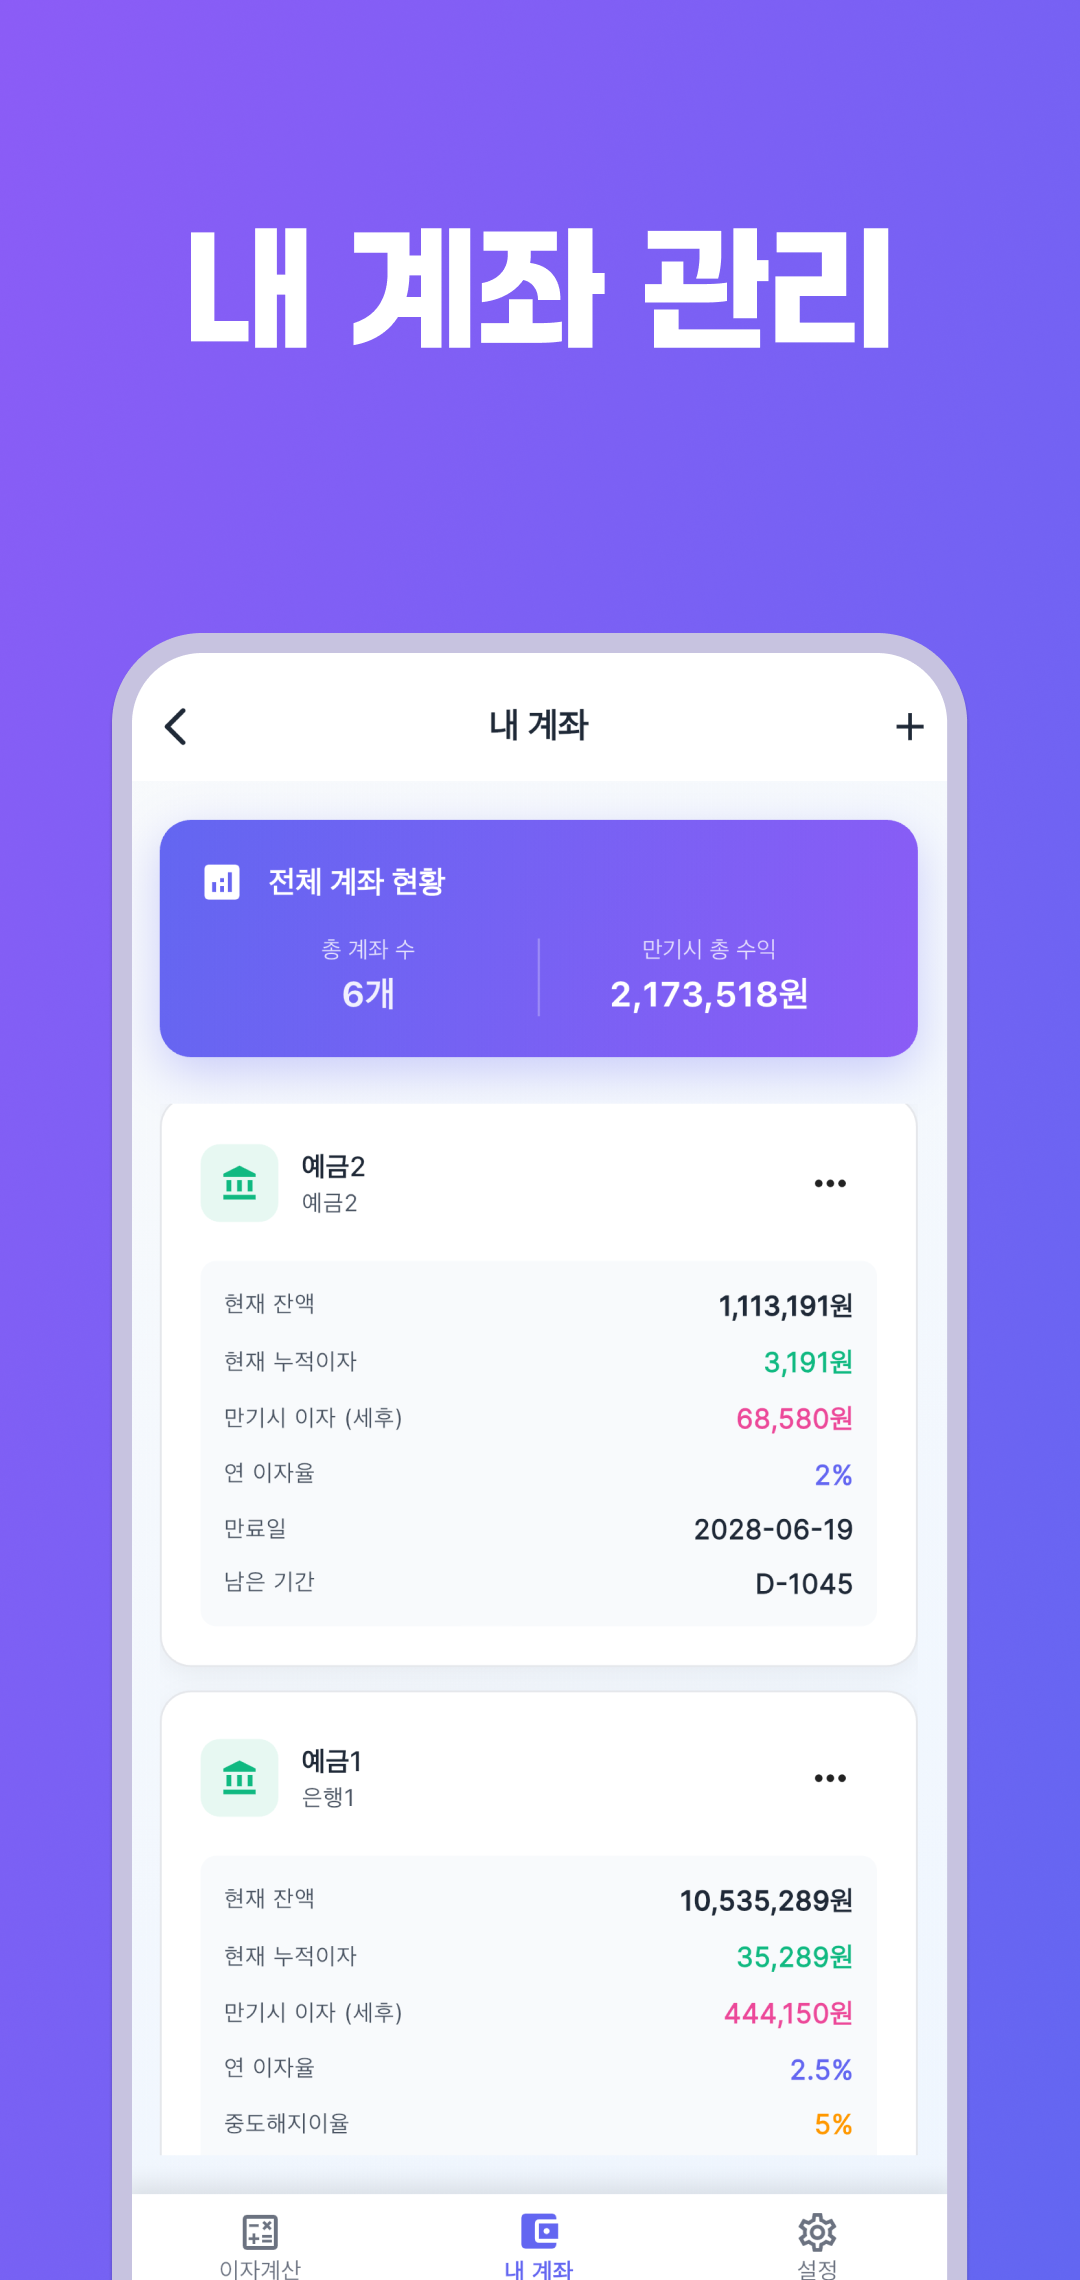 내 계좌 관리
내 계좌
전체 계좌 현황
총 계좌 수
만기시 총 수익
6개
2,173,518원
예금2
예금2
현재 잔액 1,113,191원
현재 누적이자 3,191원
만기시 이자 (세후) 68,580원
연 이자율 2%
만료일 2028-06-19
남은 기간 D-1045
예금1
은행1
현재 잔액 10,535,289원
현재 누적이자 35,289원
만기시 이자 (세후) 444,150원
연 이자율 2.5%
중도해지이율 5%
이자계산 내 계좌 설정